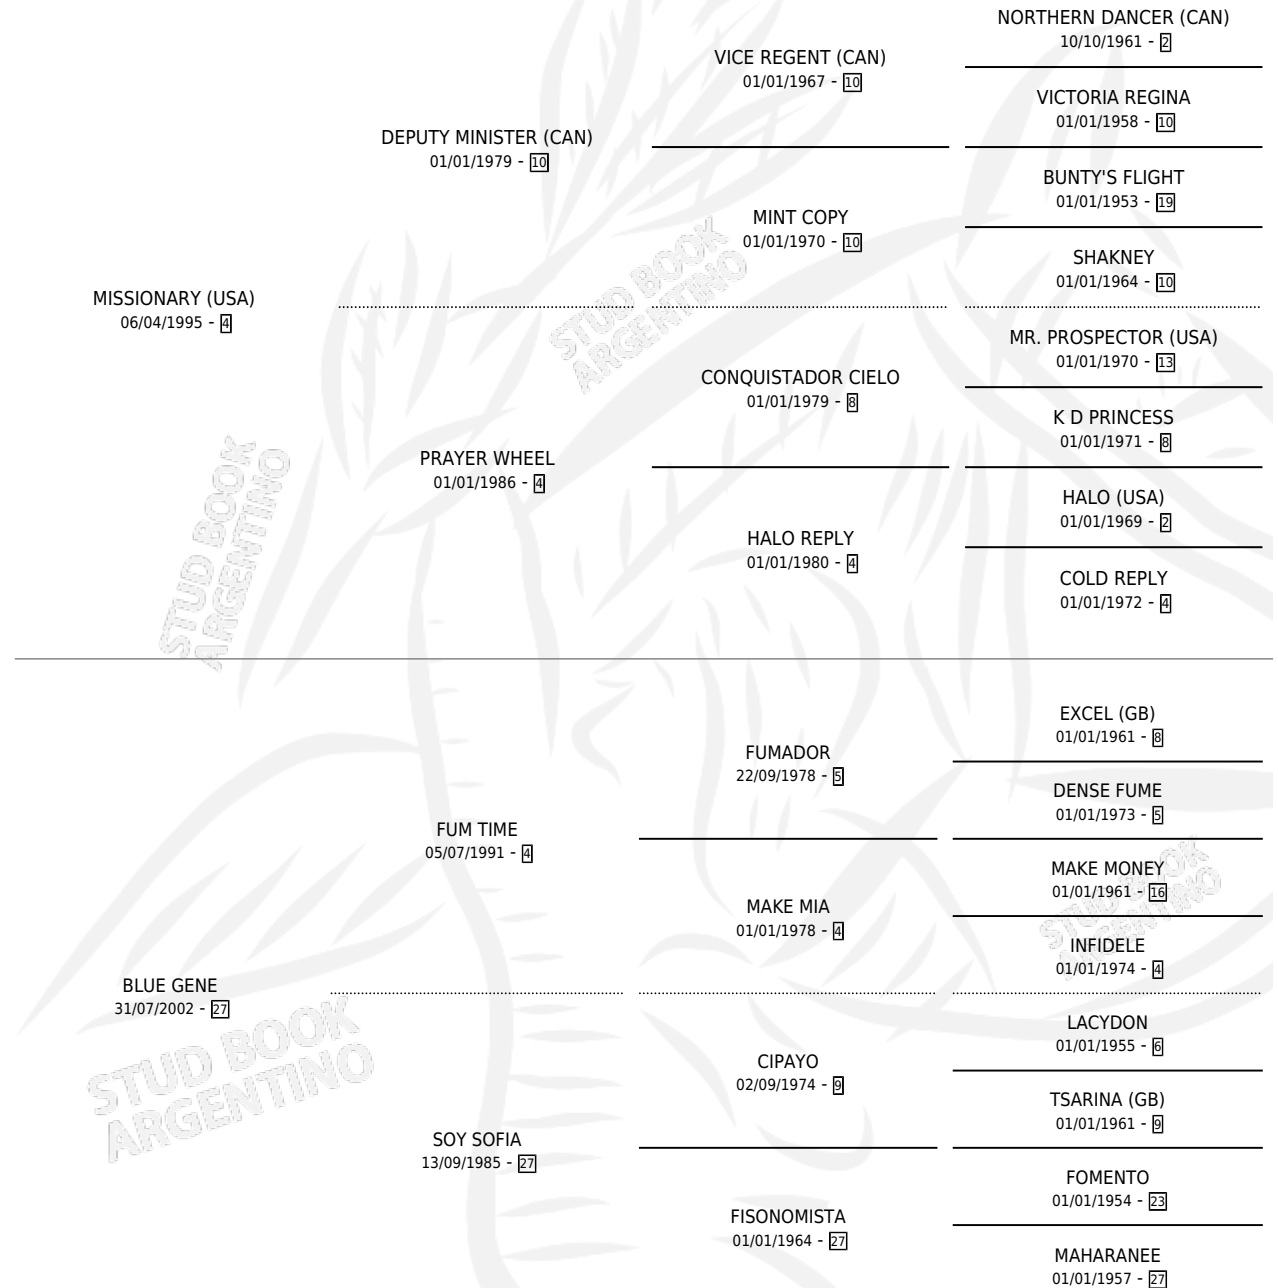 NORTHERN DANCER (CAN)
10/10/1961 - 2
VICE REGENT (CAN)
01/01/1967 - 10
VICTORIA REGINA
01/01/1958 - 10
DEPUTY MINISTER (CAN)
01/01/1979 - 10
BUNTY'S FLIGHT
01/01/1953 - 19
MINT COPY
01/01/1970 - 10
SHAKNEY
01/01/1964 - 10
MISSIONARY (USA)
06/04/1995 - 4
STUD BOOK
ARGENTINO
MR. PROSPECTOR (USA)
01/01/1970 - 13
CONQUISTADOR CIELO
01/01/1979 - 8
K D PRINCESS
01/01/1971 - 8
PRAYER WHEEL
01/01/1986 - 4
HALO (USA)
01/01/1969 - 2
HALO REPLY
01/01/1980 - 4
COLD REPLY
01/01/1972 - 4
STUD BOOK
ARGENTINO
EXCEL (GB)
01/01/1961 - 8
FUMADOR
22/09/1978 - 5
DENSE FUME
01/01/1973 - 5
FUM TIME
05/07/1991 - 4
MAKE MONEY
01/01/1961 - 16
MAKE MIA
01/01/1978 - 4
INFIDELE
01/01/1974 - 4
STUD BOOK
ARGENTINO
BLUE GENE
31/07/2002 - 27
LACYDON
01/01/1955 - 6
CIPAYO
02/09/1974 - 9
TSARINA (GB)
01/01/1961 - 9
STUD BOOK
ARGENTINO
SOY SOFIA
13/09/1985 - 27
FOMENTO
01/01/1954 - 23
FISONOMISTA
01/01/1964 - 27
MAHARANEE
01/01/1957 - 27